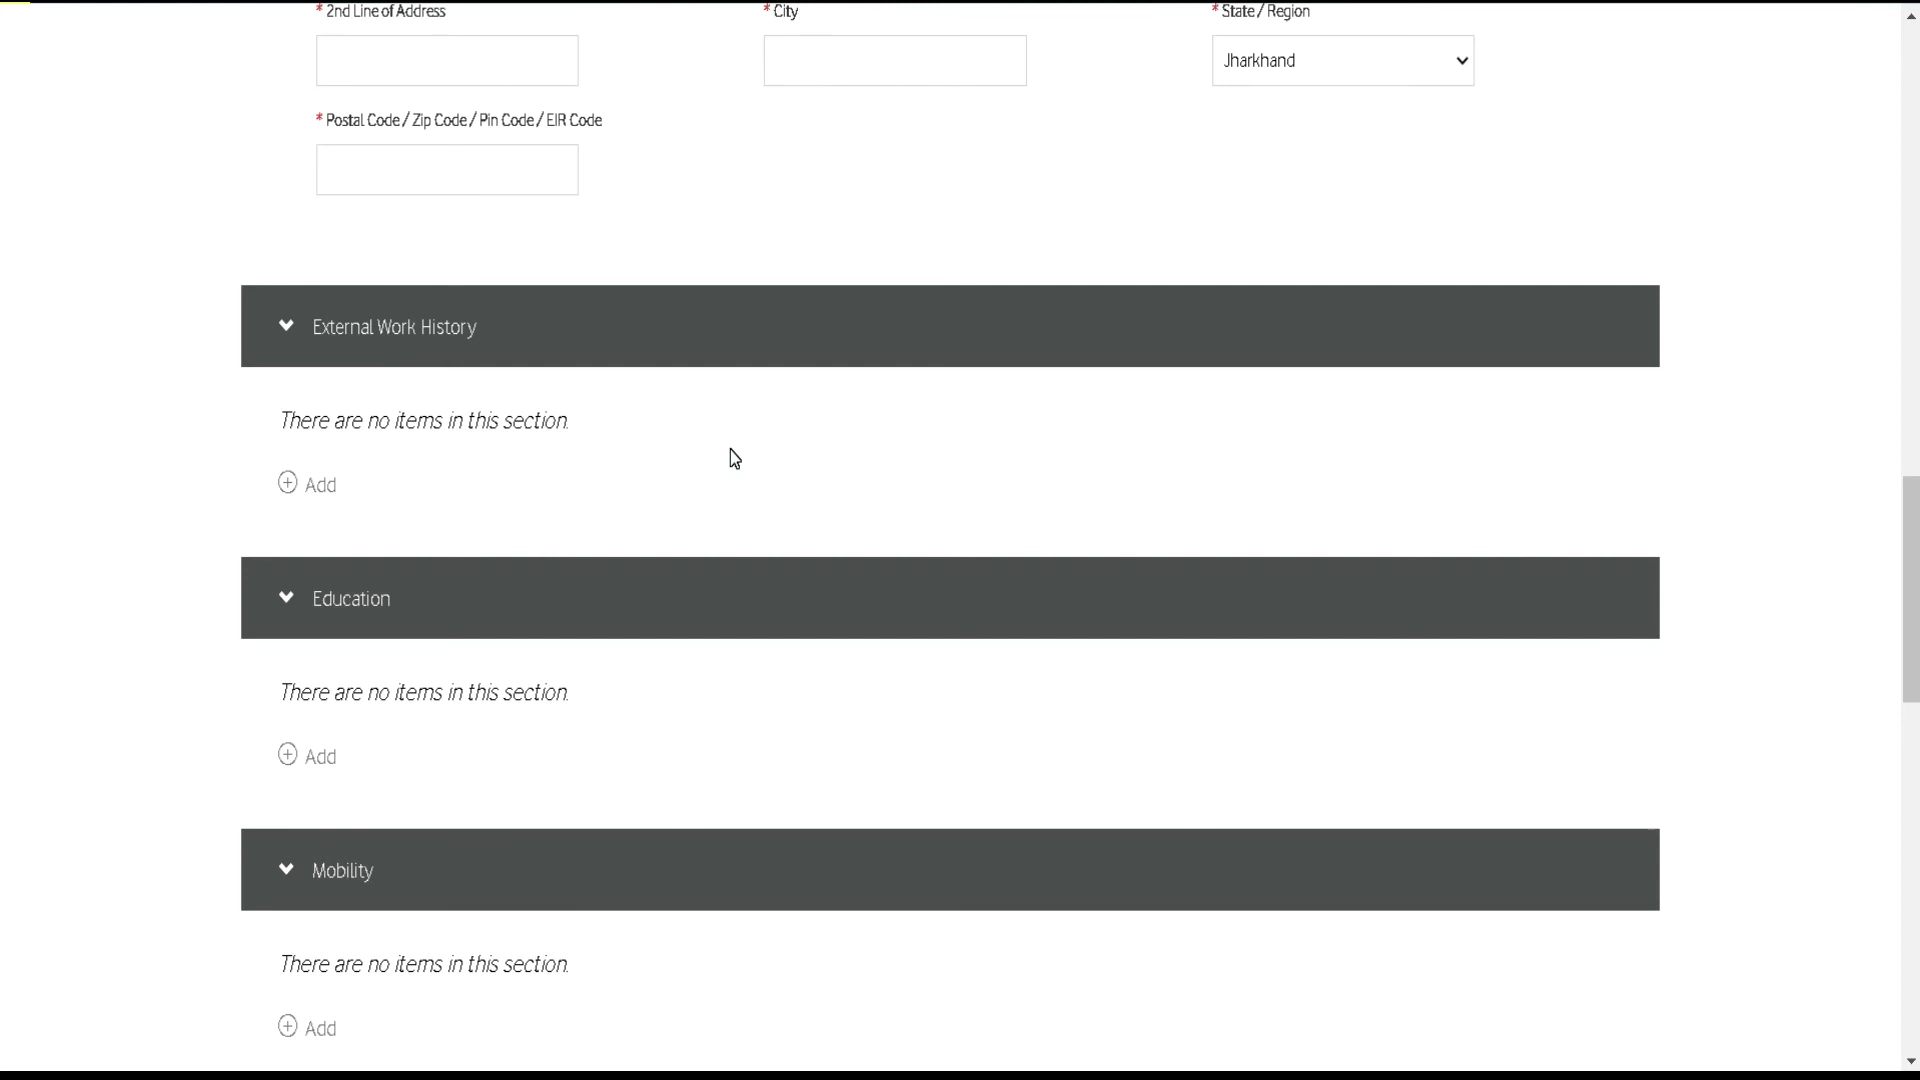 * 2nd Line of Address
* City
* State / Region
Jharkhand
* Postal Code / Zip Code / Pin Code / EIR Code
External Work History
There are no items in this section.
Add
Education
There are no items in this section.
Add
Mobility
There are no items in this section.
Add